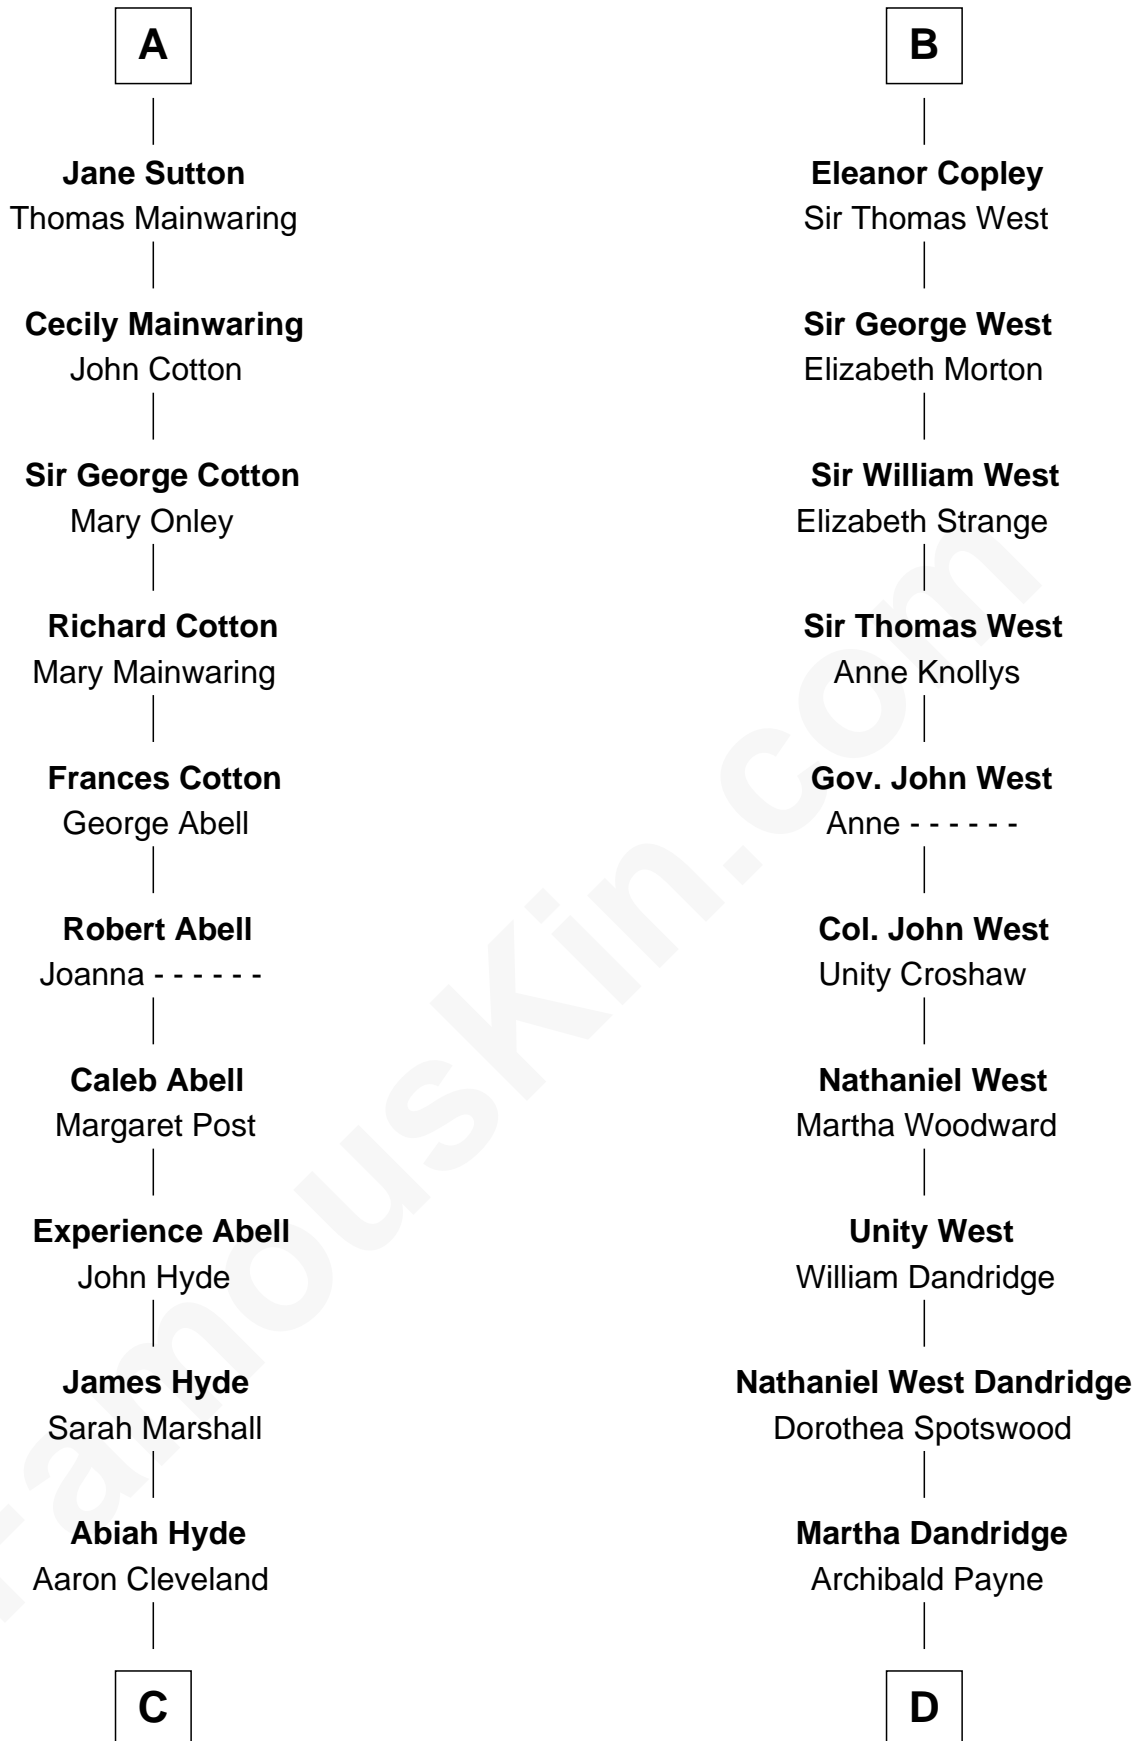 A
Jane Sutton
Thomas Mainwaring
Cecily Mainwaring
John Cotton
Sir George Cotton
Mary Onley
Richard Cotton
Mary Mainwaring
Frances Cotton
George Abell
Robert Abell
Joanna - - - - - -
Caleb Abell
Margaret Post
Experience Abell
John Hyde
James Hyde
Sarah Marshall
Abiah Hyde
Aaron Cleveland
C
B
Eleanor Copley
Sir Thomas West
Sir George West
Elizabeth Morton
Sir William West
Elizabeth Strange
Sir Thomas West
Anne Knollys
Gov. John West
Anne - - - - - -
Col. John West
Unity Croshaw
Nathaniel West
Martha Woodward
Unity West
William Dandridge
Nathaniel West Dandridge
Dorothea Spotswood
Martha Dandridge
Archibald Payne
D
FamousKin.com